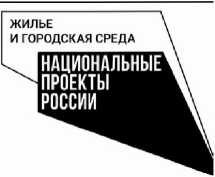 ЖИЛЬЕ
И ГОРОДСКАЯ СРЕДА
НАЦИОНАЛЬНЫЕ
ПРОЕКТЫ
РОССИИ